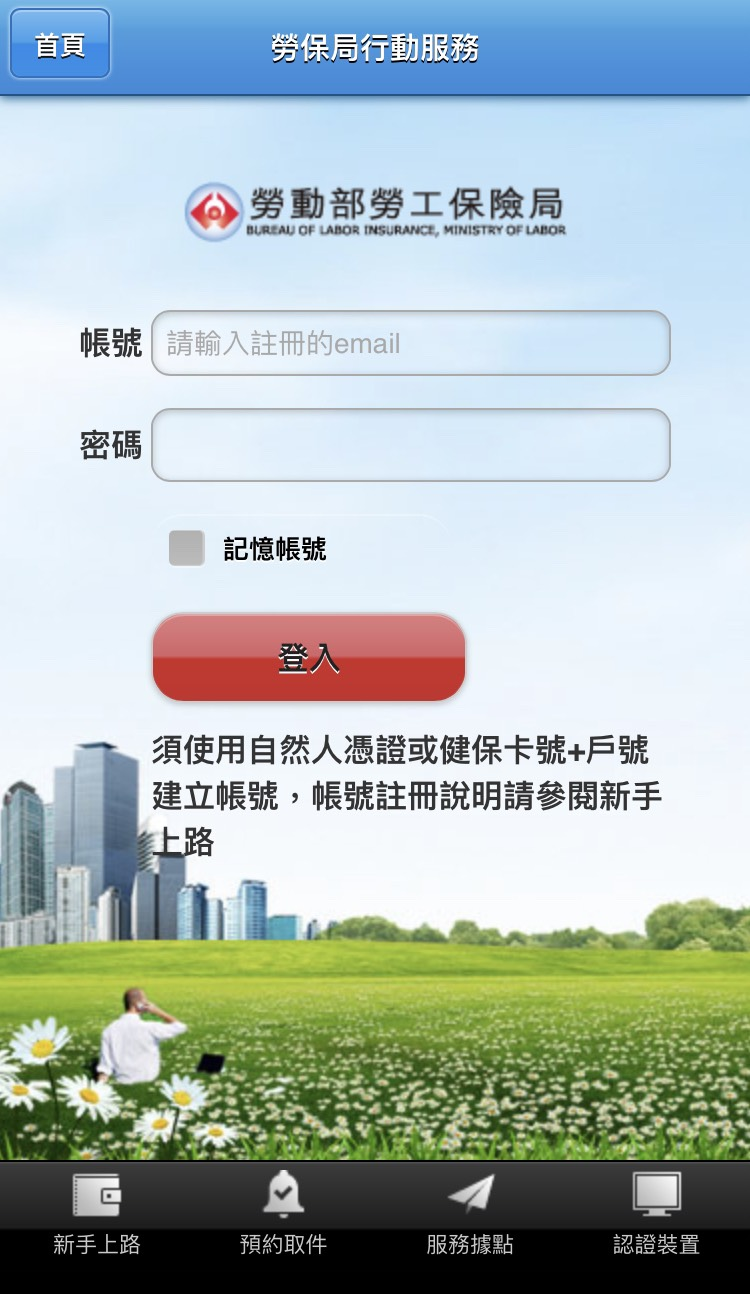 首頁
勞保局行動服務
勞動部勞工保險局
BUREAU OF LABOR INSURANCE, MINISTRY OF LABOR
帳號
請輸入註冊的email
密碼
記憶帳號
登入
須使用自然人憑證或健保卡號+戶號
建立帳號，帳號註冊說明請參閱新手
上路
新手上路
預約取件
服務據點
認證裝置